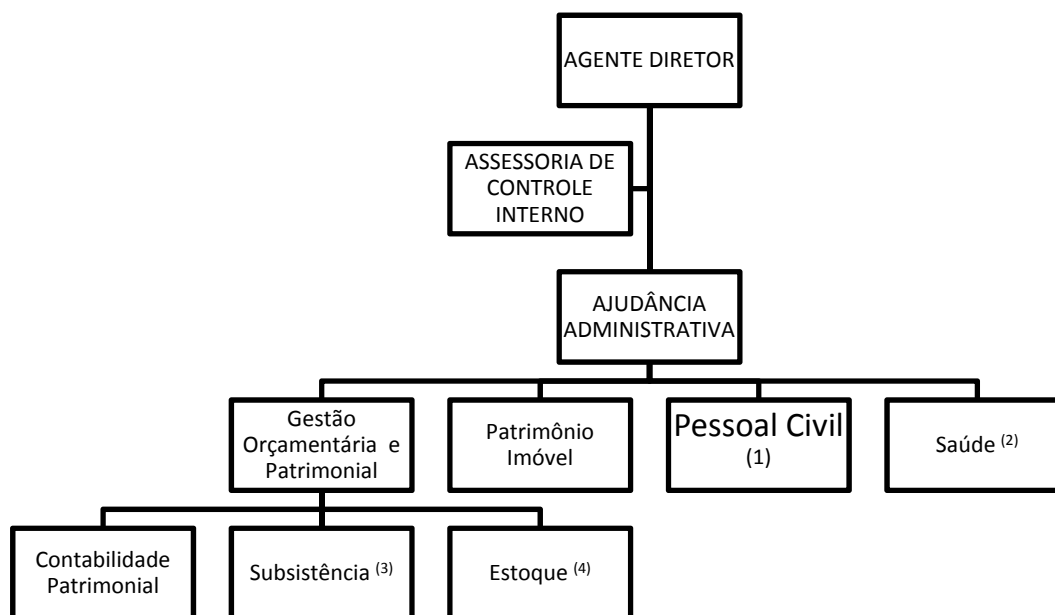 AGENTE DIRETOR
ASSESSORIA DE
CONTROLE
INTERNO
AJUDÂNCIA
ADMINISTRATIVA
Gestão
Orçamentária e
Patrimonial
Patrimônio
Imóvel
Pessoal Civil
(1)
Saúde (2)
Contabilidade
Patrimonial
Subsistência (3)
Estoque (4)